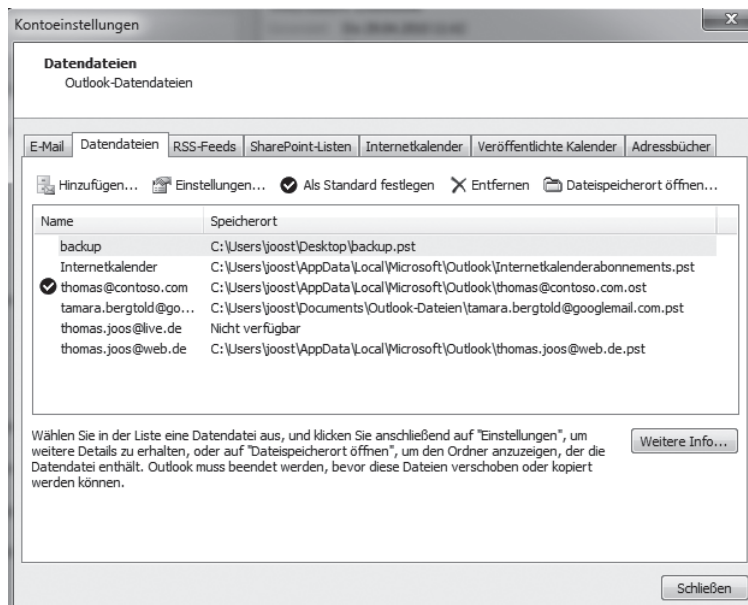 Kontoeinstellungen
Datendateien
Outlook-Datendateien
E-Mail Datendateien RSS-Feeds SharePoint-Listen Internetkalender Veröffentlichte Kalender Adressbücher
Hinzufügen... Einstellungen... Als Standard festlegen Entfernen Dateispeicherort öffnen...
Name Speicherort
backup C:\Users\joost\Desktop\backup.pst
Internetkalender C:\Users\joost\AppData\Local\Microsoft\Outlook\Internetkalenderabonnements.pst
thomas@contoso.com C:\Users\joost\AppData\Local\Microsoft\Outlook\thomas@contoso.com.ost
tamara.bergtold@go... C:\Users\joost\Documents\Outlook-Dateien\tamara.bergtold@googlemail.com.pst
thomas.joos@live.de Nicht verfügbar
thomas.joos@web.de C:\Users\joost\AppData\Local\Microsoft\Outlook\thomas.joos@web.de.pst
Wählen Sie in der Liste eine Datendatei aus, und klicken Sie anschließend auf "Einstellungen", um
weitere Details zu erhalten, oder auf "Dateispeicherort öffnen", um den Ordner anzuzeigen, der die
Datendatei enthält. Outlook muss beendet werden, bevor diese Dateien verschoben oder kopiert
werden können.
Weitere Info...
Schließen